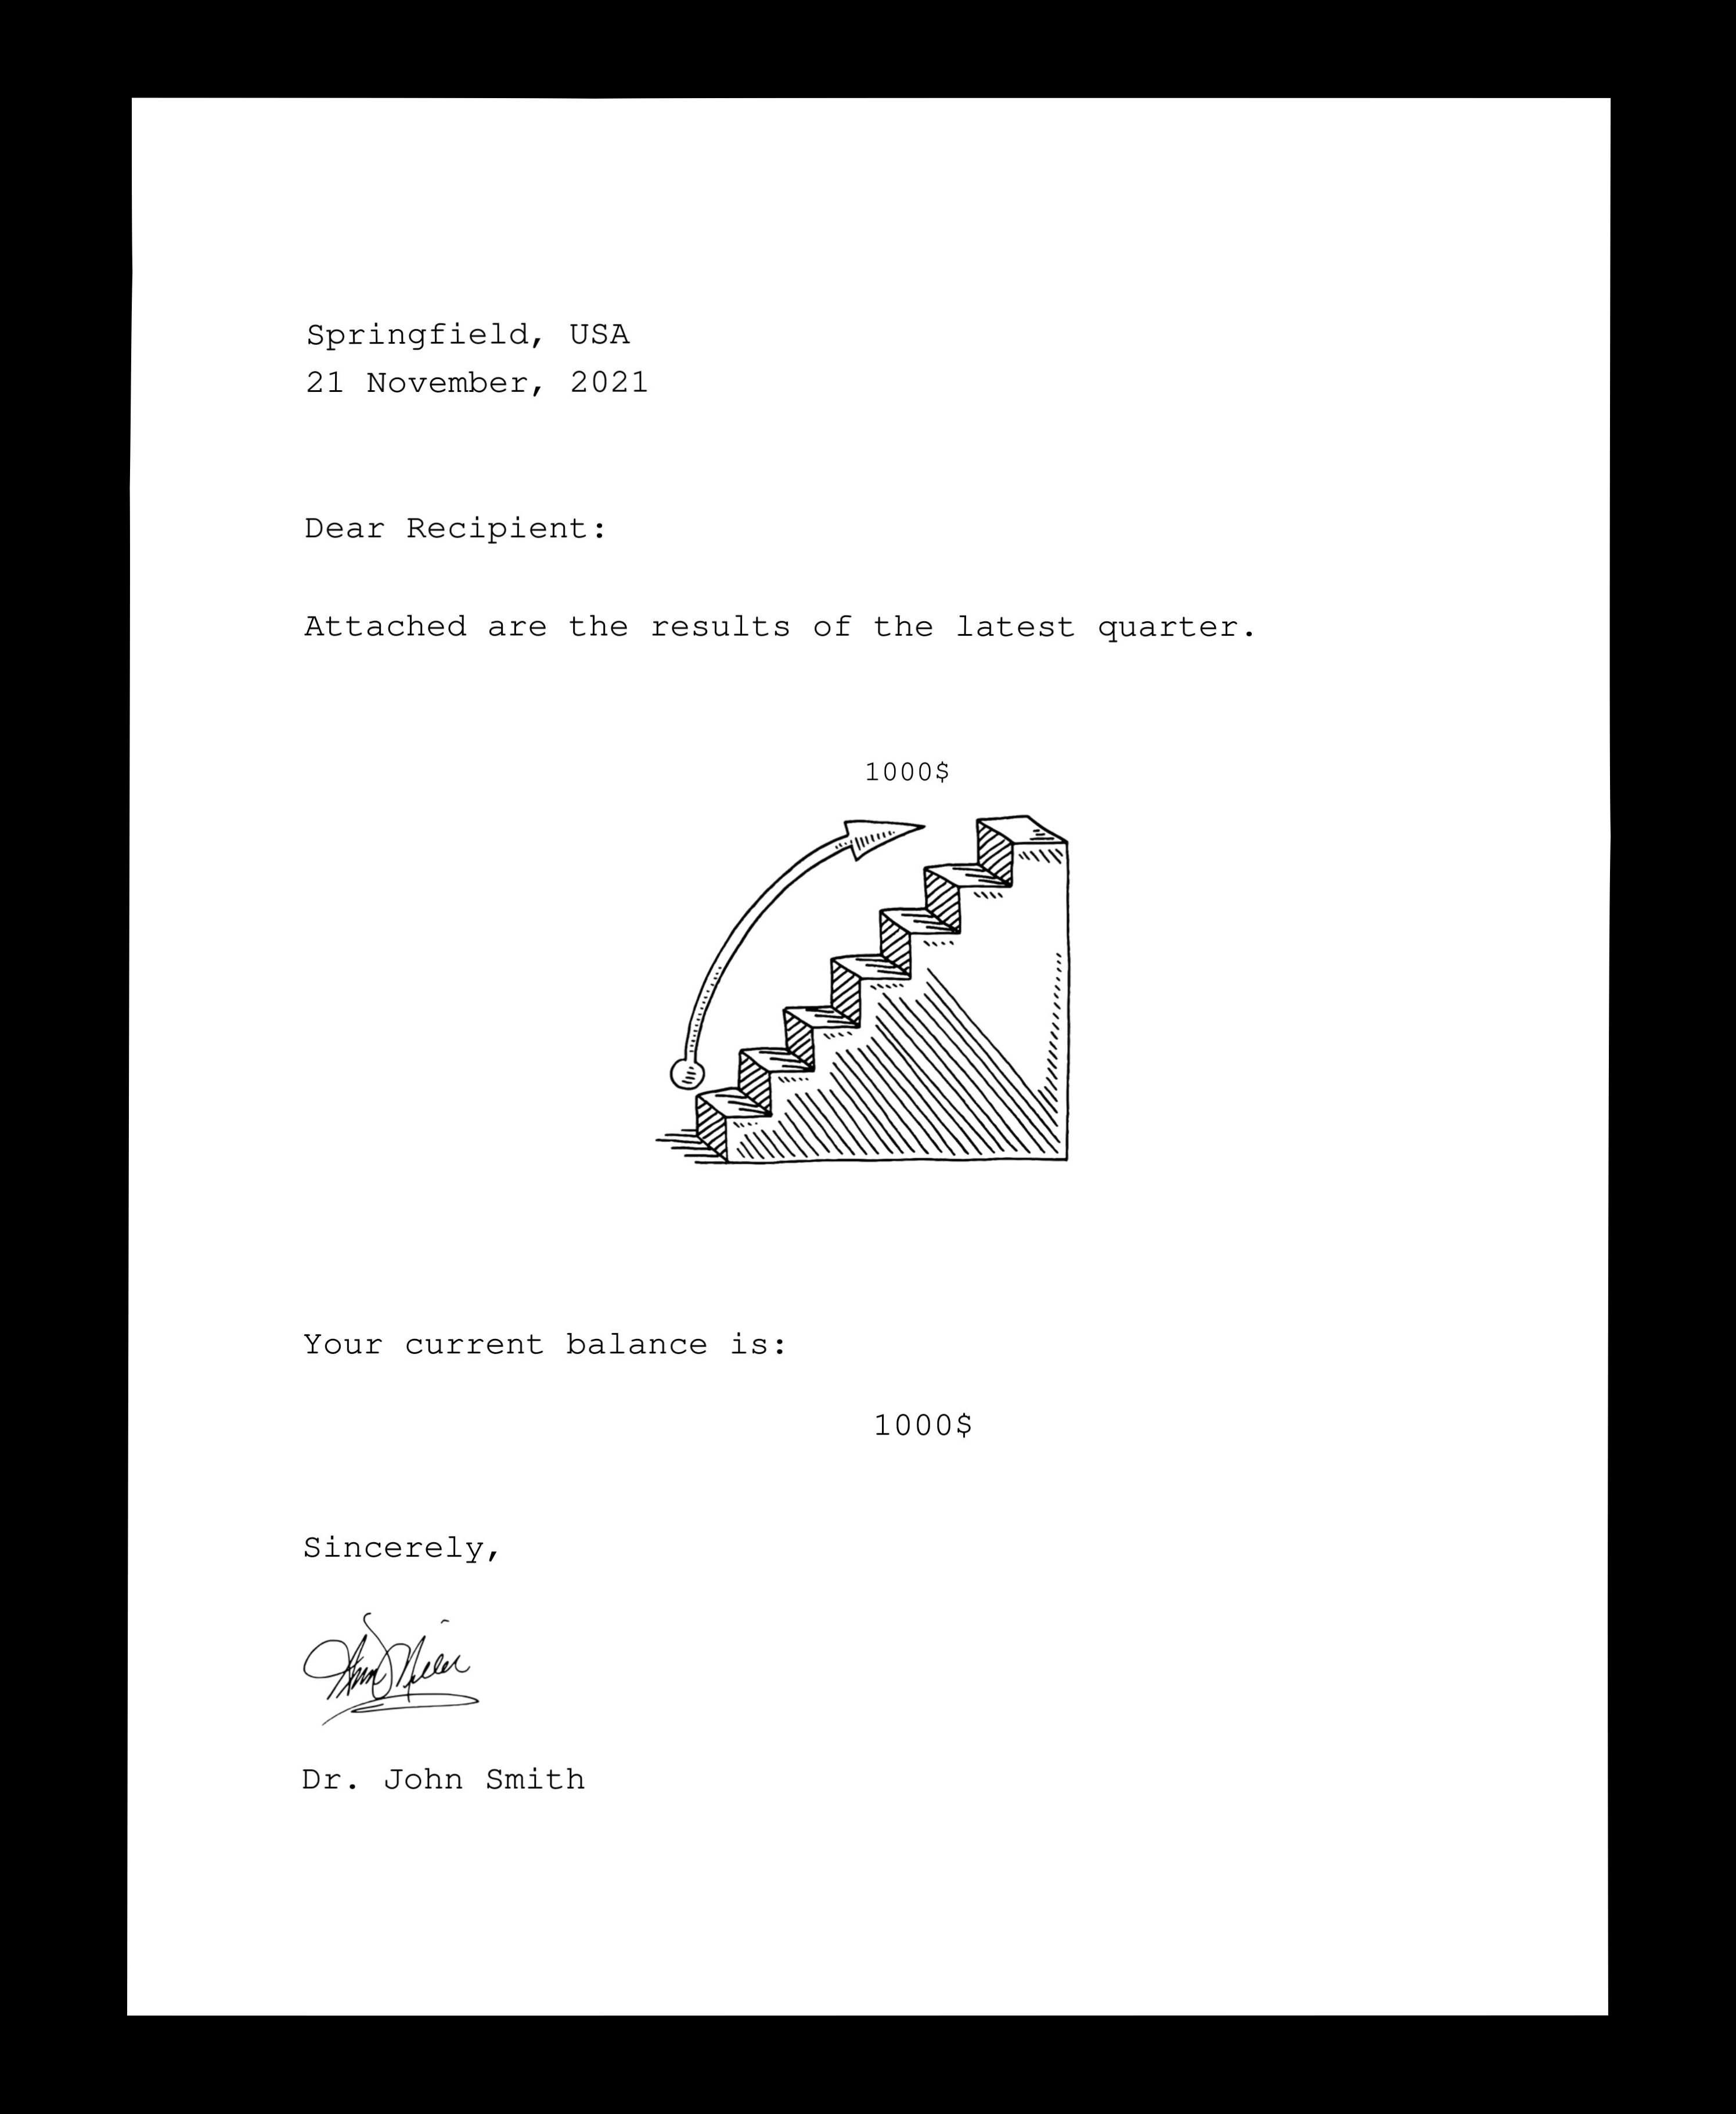 Springfield, USA
21 November, 2021
Dear Recipient:
Attached are the results of the latest quarter.
1000$
Your current balance is:
1000$
Sincerely,
Dr. John Smith